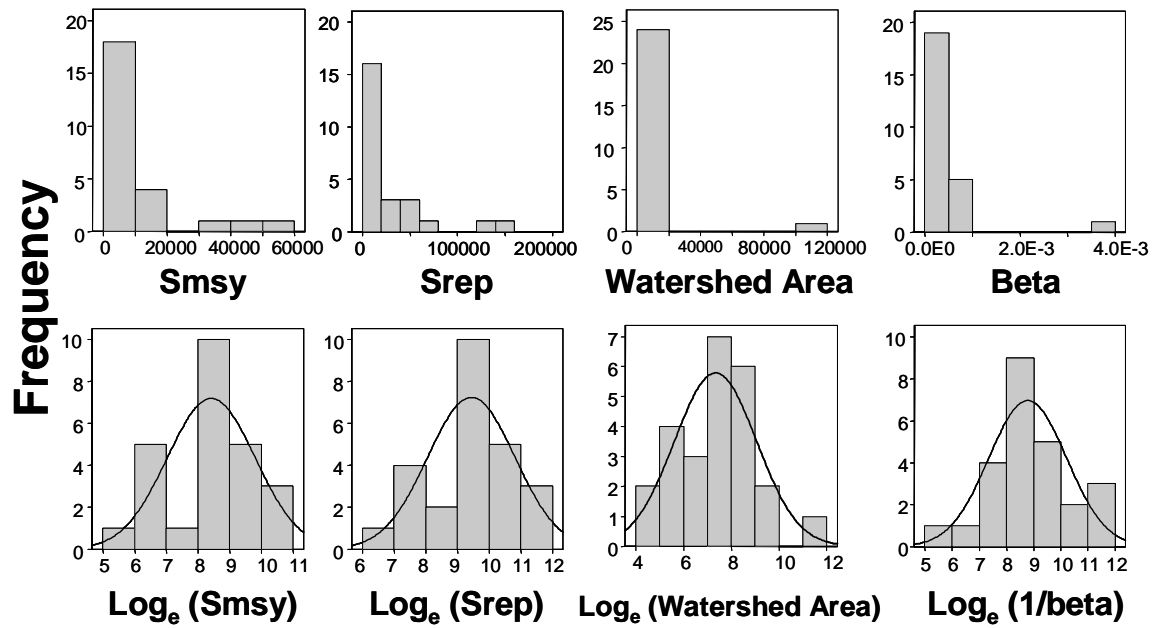 Frequency
20
15
10
5
0
0 20000 40000 60000
Smsy
20
15
10
5
0
0 100000 200000
Srep
25
20
15
10
5
0
0 40000 80000 120000
Watershed Area
20
15
10
5
0
0.0E0 2.0E-3 4.0E-3
Beta
10
8
6
4
2
0
5 6 7 8 9 10 11
Loge (Smsy)
10
8
6
4
2
0
6 7 8 9 10 11 12
Loge (Srep)
7
6
5
4
3
2
1
0
4 6 8 10 12
Loge (Watershed Area)
10
8
6
4
2
0
5 6 7 8 9 10 11 12
Loge (1/beta)